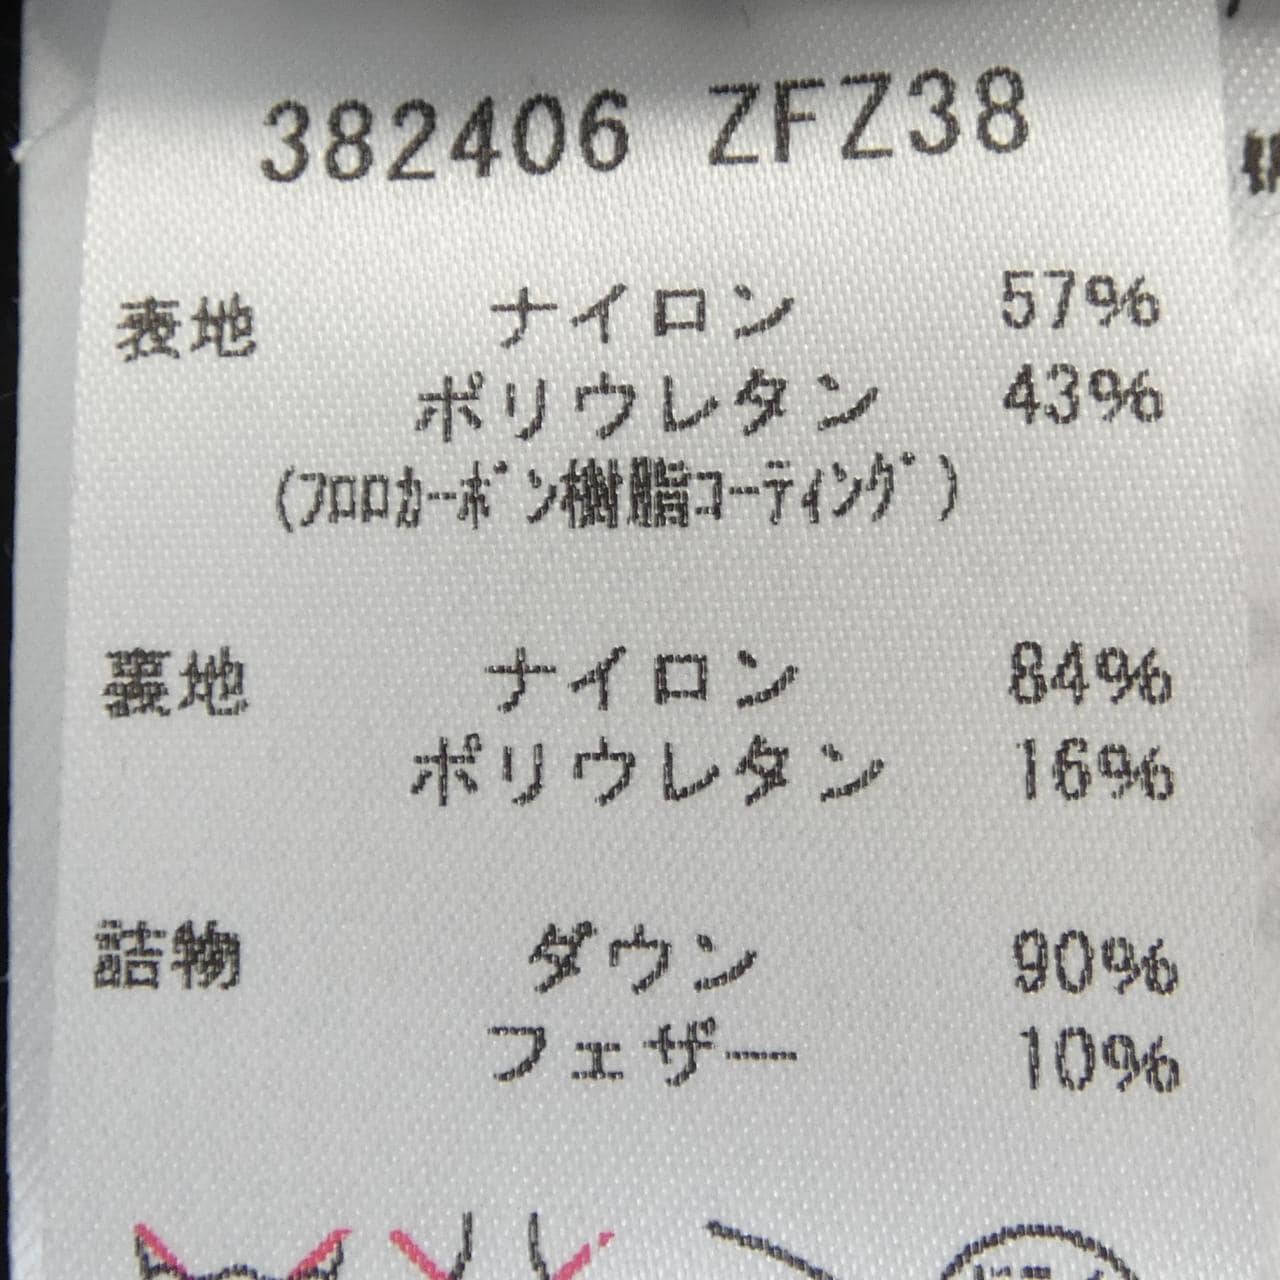 382406 ZFZ38
表地 ナイロン 57%
ポリウレタン 43%
(フロロカーボン樹脂コーティング)
裏地 ナイロン 84%
ポリウレタン 16%
詰物 ダウン 90%
フェザー 10%